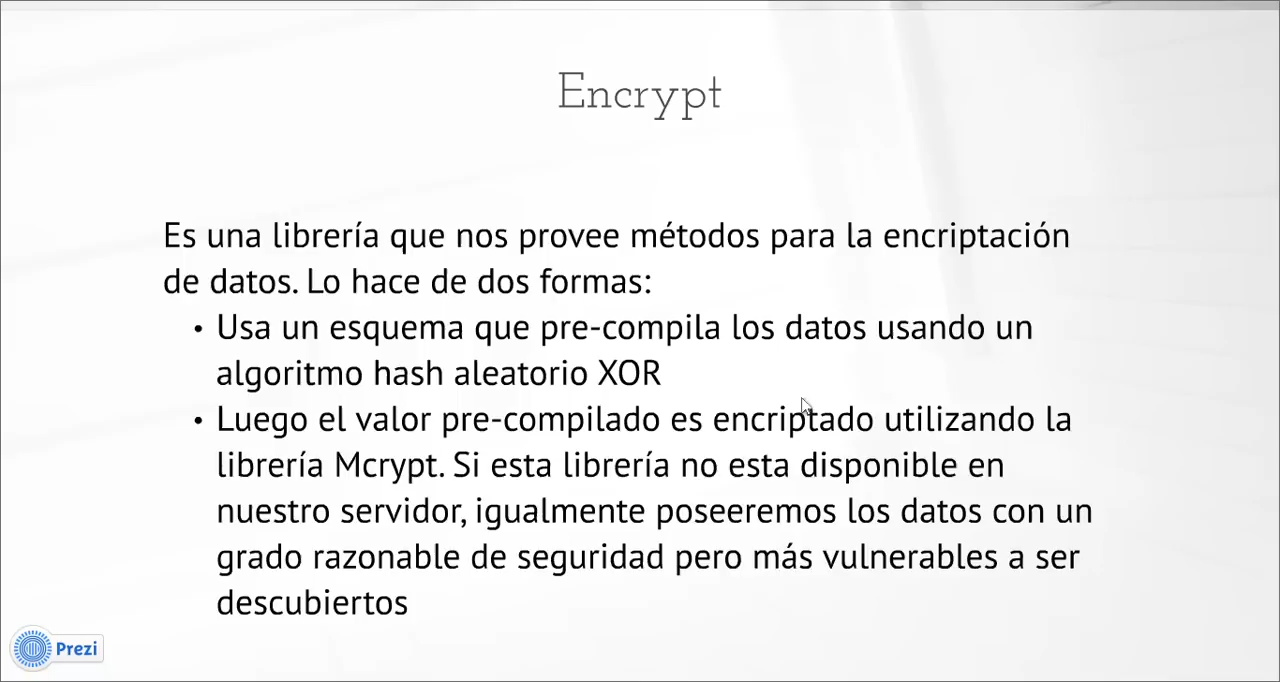 Encrypt
Es una librería que nos provee métodos para la encriptación
de datos. Lo hace de dos formas:
• Usa un esquema que pre-compila los datos usando un
algoritmo hash aleatorio XOR
• Luego el valor pre-compilado es encriptado utilizando la
librería Mcrypt. Si esta librería no esta disponible en
nuestro servidor, igualmente poseeremos los datos con un
grado razonable de seguridad pero más vulnerables a ser
descubiertos
Prezi